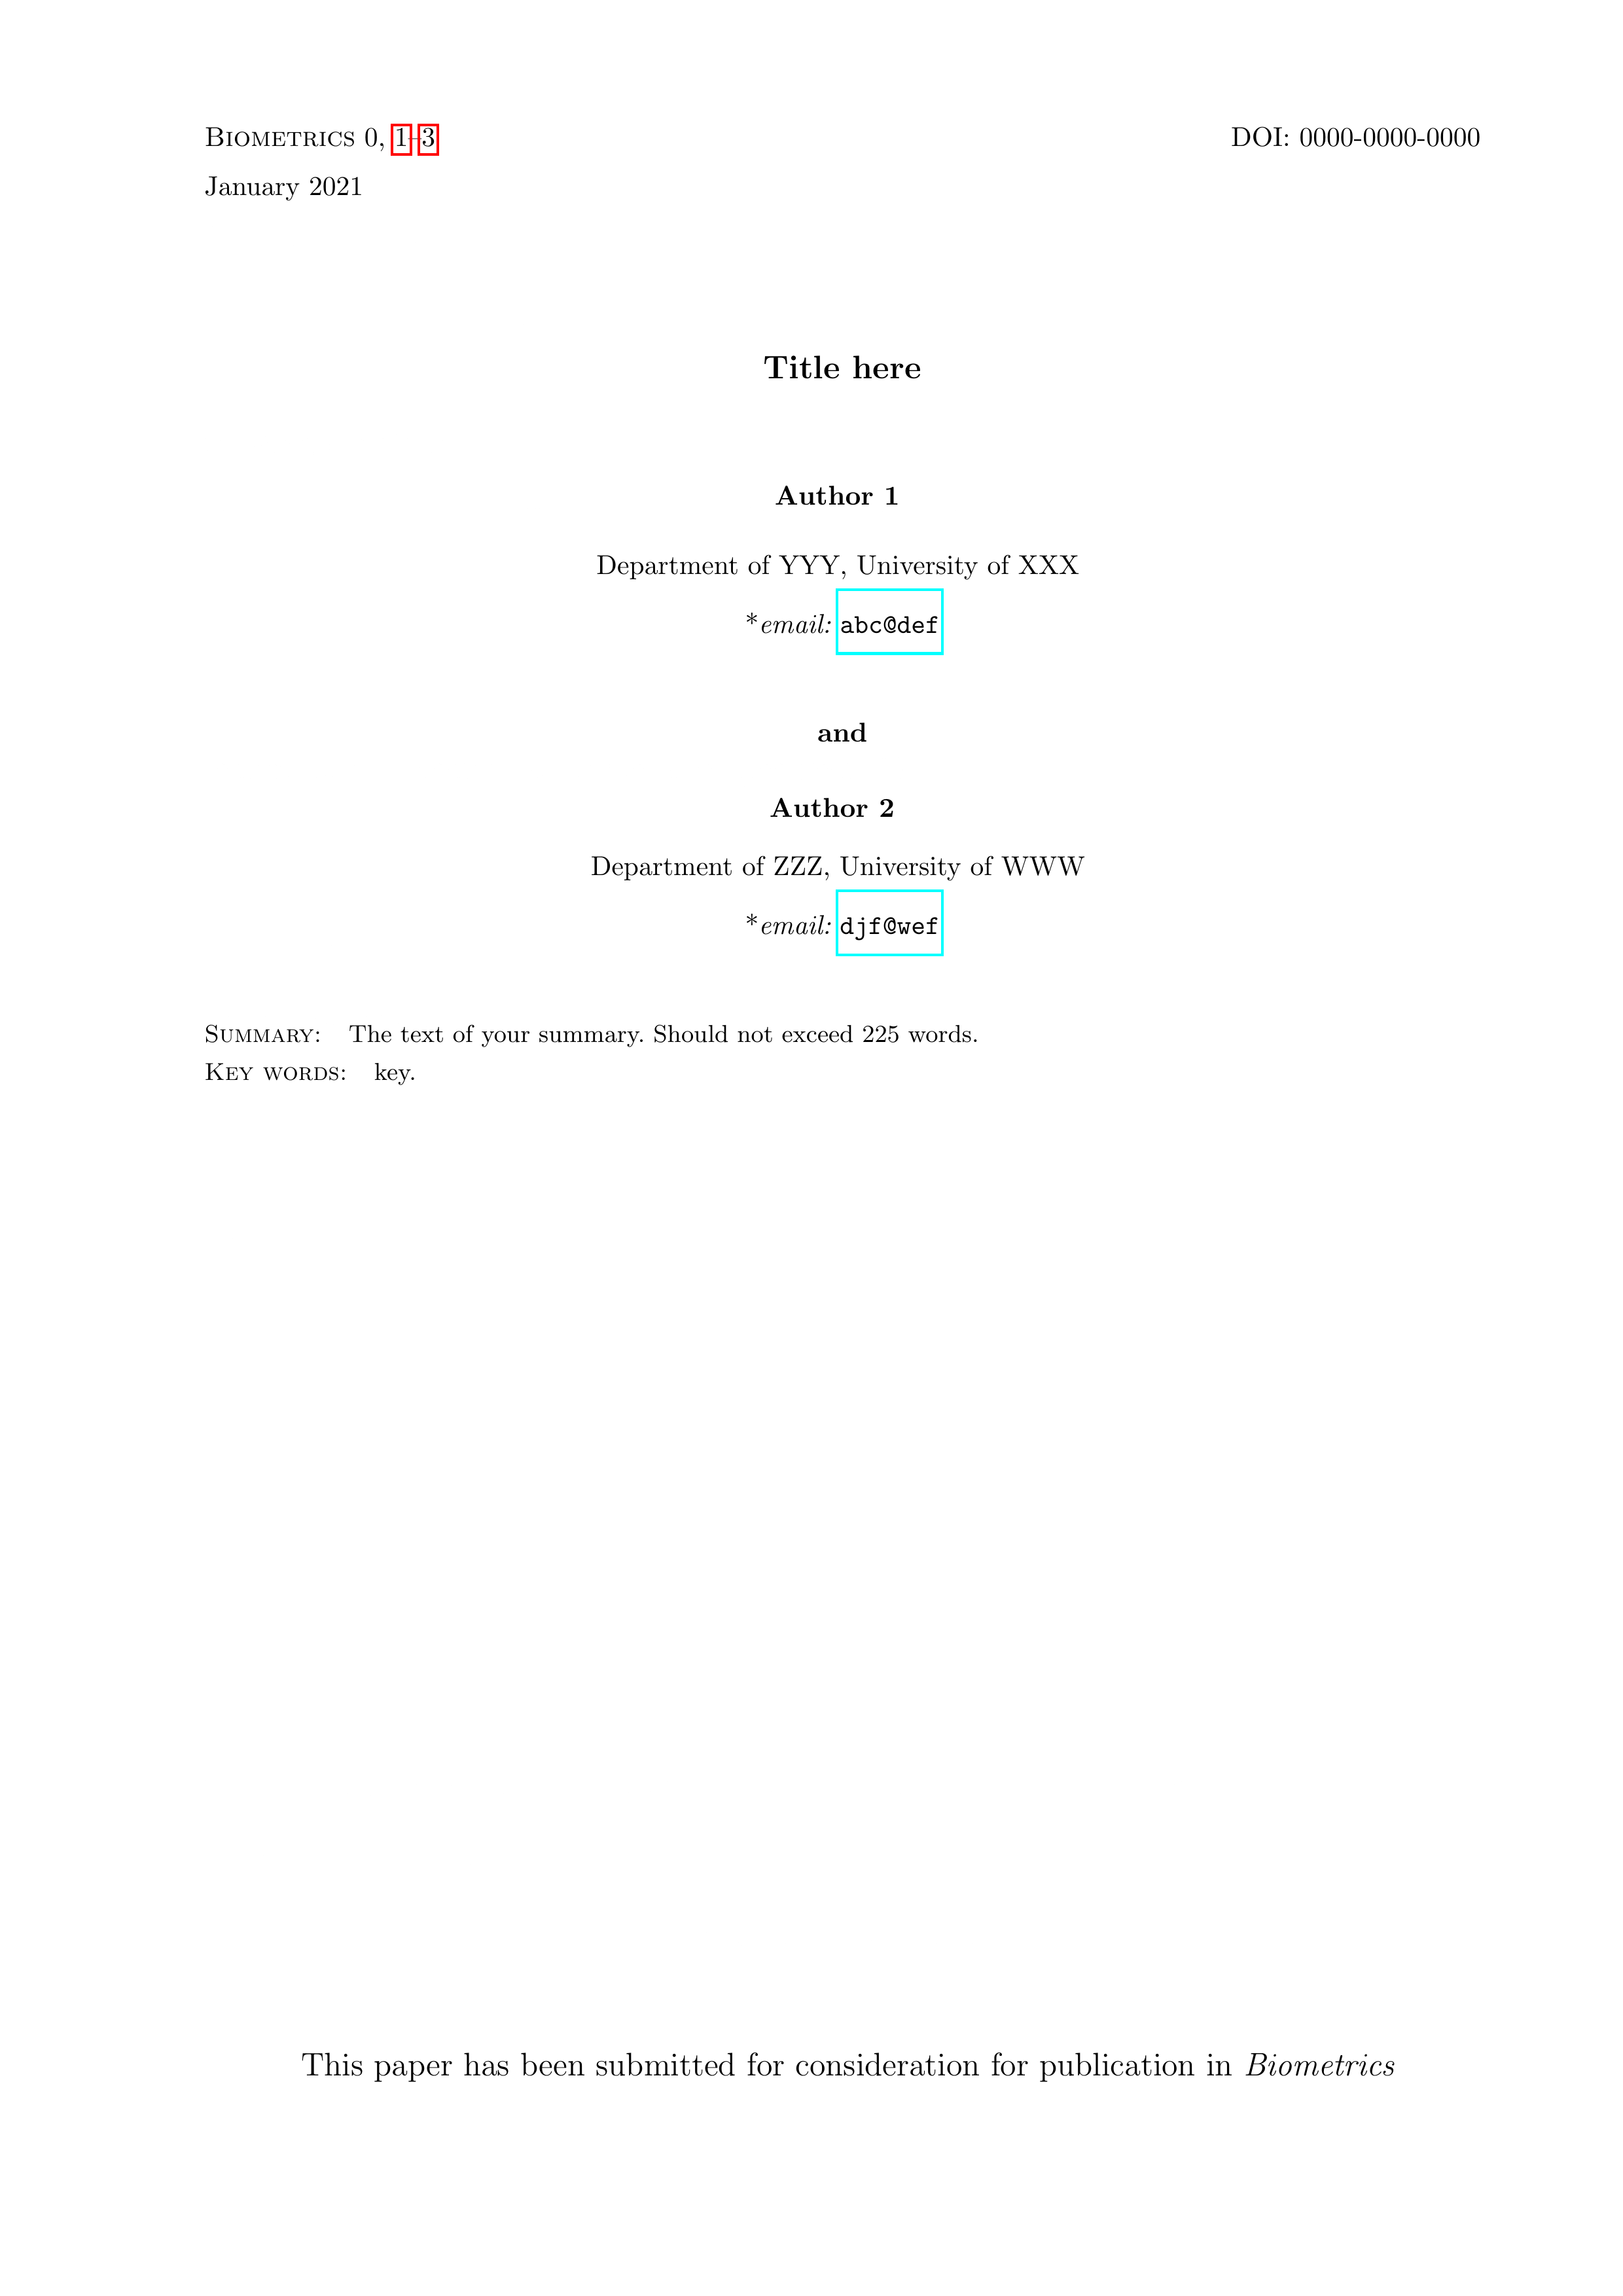 BIOMETRICS 0, 1–3
DOI: 0000-0000-0000
January 2021
Title here
Author 1
Department of YYY, University of XXX
*email: abc@def
and
Author 2
Department of ZZZ, University of WWW
*email: djf@wef
SUMMARY: The text of your summary. Should not exceed 225 words.
KEY WORDS: key.
This paper has been submitted for consideration for publication in Biometrics